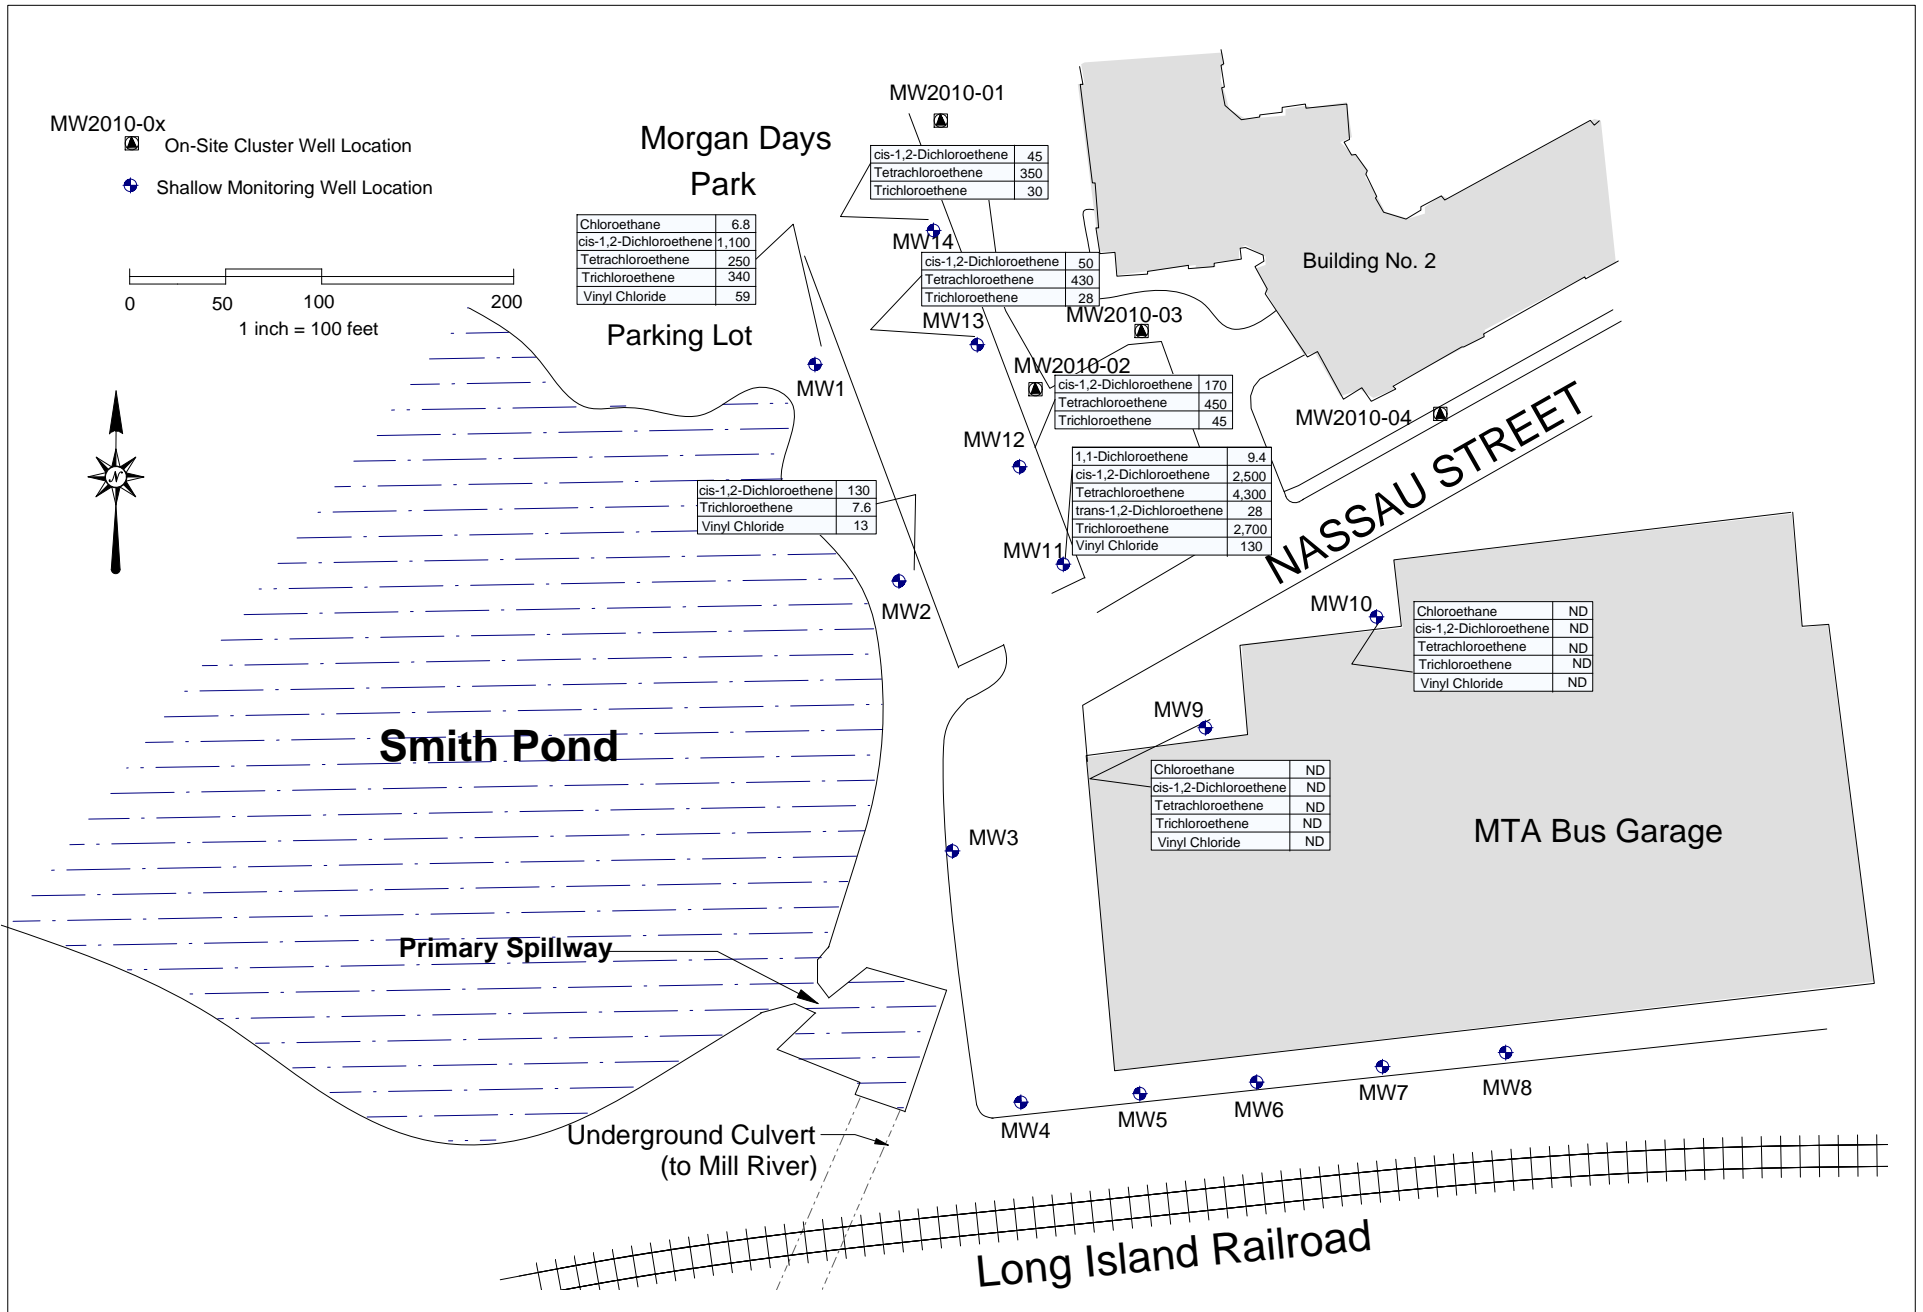 MW2010-0x
On-Site Cluster Well Location
Shallow Monitoring Well Location
0 50 100 200
1 inch = 100 feet
N
Morgan Days
Park
Parking Lot
MW2010-01
cis-1,2-Dichloroethene 45
Tetrachloroethene 350
Trichloroethene 30
MW14
Chloroethane 6.8
cis-1,2-Dichloroethene 1,100
Tetrachloroethene 250
Trichloroethene 340
Vinyl Chloride 59
MW1
cis-1,2-Dichloroethene 50
Tetrachloroethene 430
Trichloroethene 28
MW13
MW2010-03
Building No. 2
MW2010-02
cis-1,2-Dichloroethene 170
Tetrachloroethene 450
Trichloroethene 45
MW12
MW2010-04
NASSAU STREET
1,1-Dichloroethene 9.4
cis-1,2-Dichloroethene 2,500
Tetrachloroethene 4,300
trans-1,2-Dichloroethene 28
Trichloroethene 2,700
Vinyl Chloride 130
MW11
cis-1,2-Dichloroethene 130
Trichloroethene 7.6
Vinyl Chloride 13
MW2
MW10
Chloroethane ND
cis-1,2-Dichloroethene ND
Tetrachloroethene ND
Trichloroethene ND
Vinyl Chloride ND
MW9
Chloroethane ND
cis-1,2-Dichloroethene ND
Tetrachloroethene ND
Trichloroethene ND
Vinyl Chloride ND
Smith Pond
MTA Bus Garage
MW3
Primary Spillway
MW4
MW5
MW6
MW7
MW8
Underground Culvert
(to Mill River)
Long Island Railroad